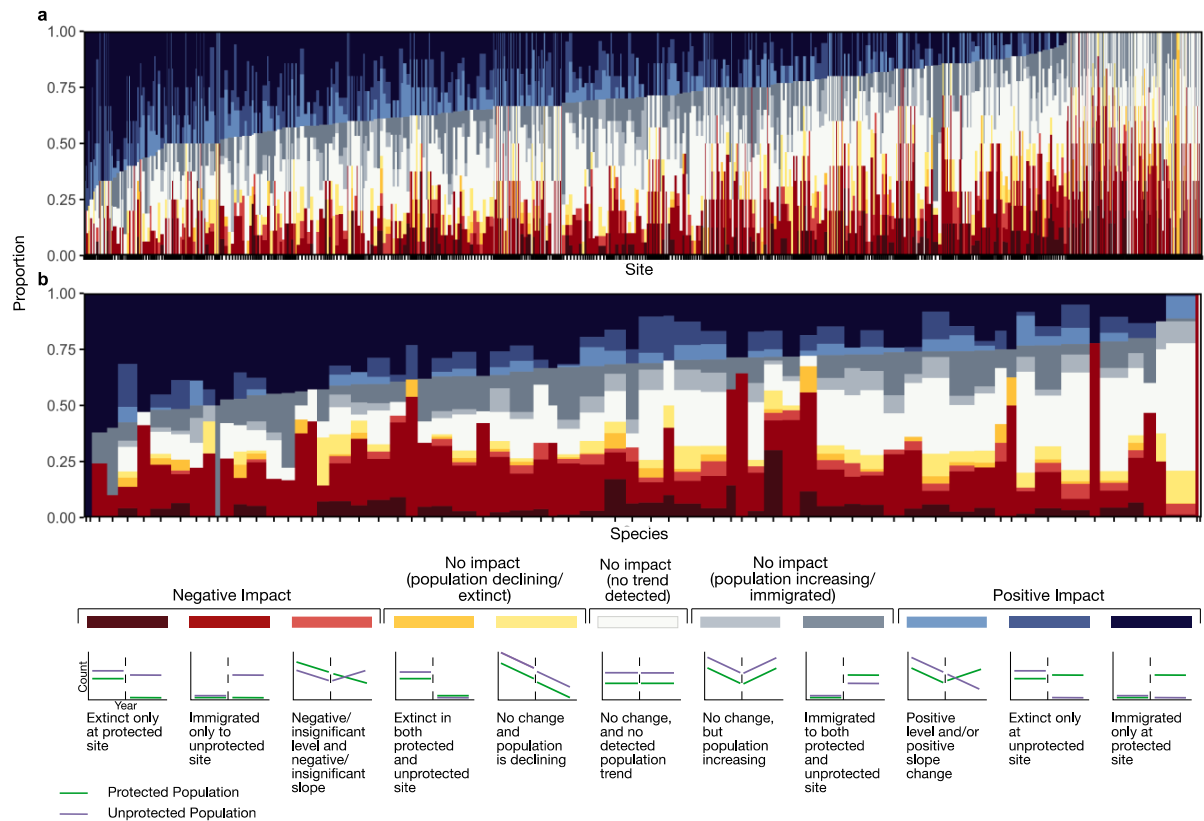 a
1.00
0.75
0.50
0.25
0.00
Site
Proportion
b
1.00
0.75
0.50
0.25
0.00
Species
Negative Impact
No impact
(population declining/
extinct)
No impact
(no trend
detected)
No impact
(population increasing/
immigrated)
Positive Impact
Count
Year
Extinct only
at protected
site
Immigrated
only to
unprotected
site
Negative/
insignificant
level and
negative/
insignificant
slope
Extinct in
both
protected
and
unprotected
site
No change
and
population
is declining
No change,
and no
detected
population
trend
No change,
but
population
increasing
Immigrated
to both
protected
and
unprotected
site
Positive
level and/or
positive
slope
change
Extinct only
at
unprotected
site
Immigrated
only at
protected
site
Protected Population
Unprotected Population